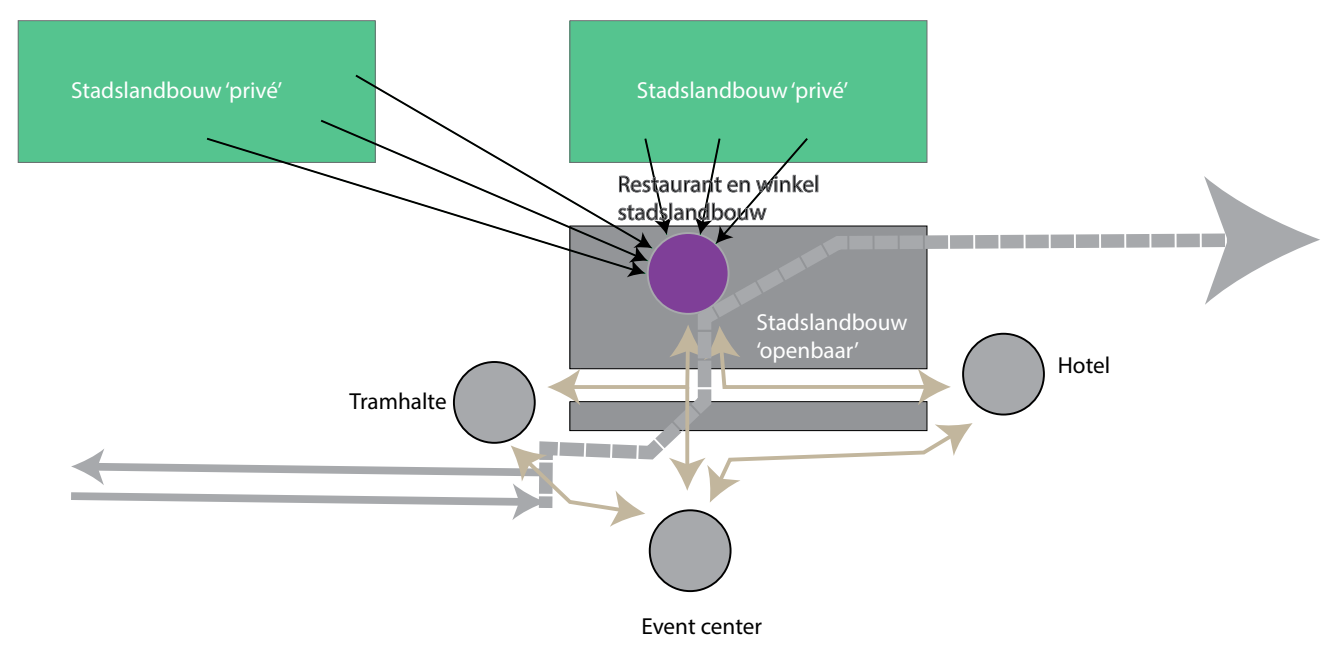 Stadslandbouw ‘privé’
Stadslandbouw ‘privé’
Restaurant en winkel
stadslandbouw
Stadslandbouw
‘openbaar’
Hotel
Tramhalte
Event center